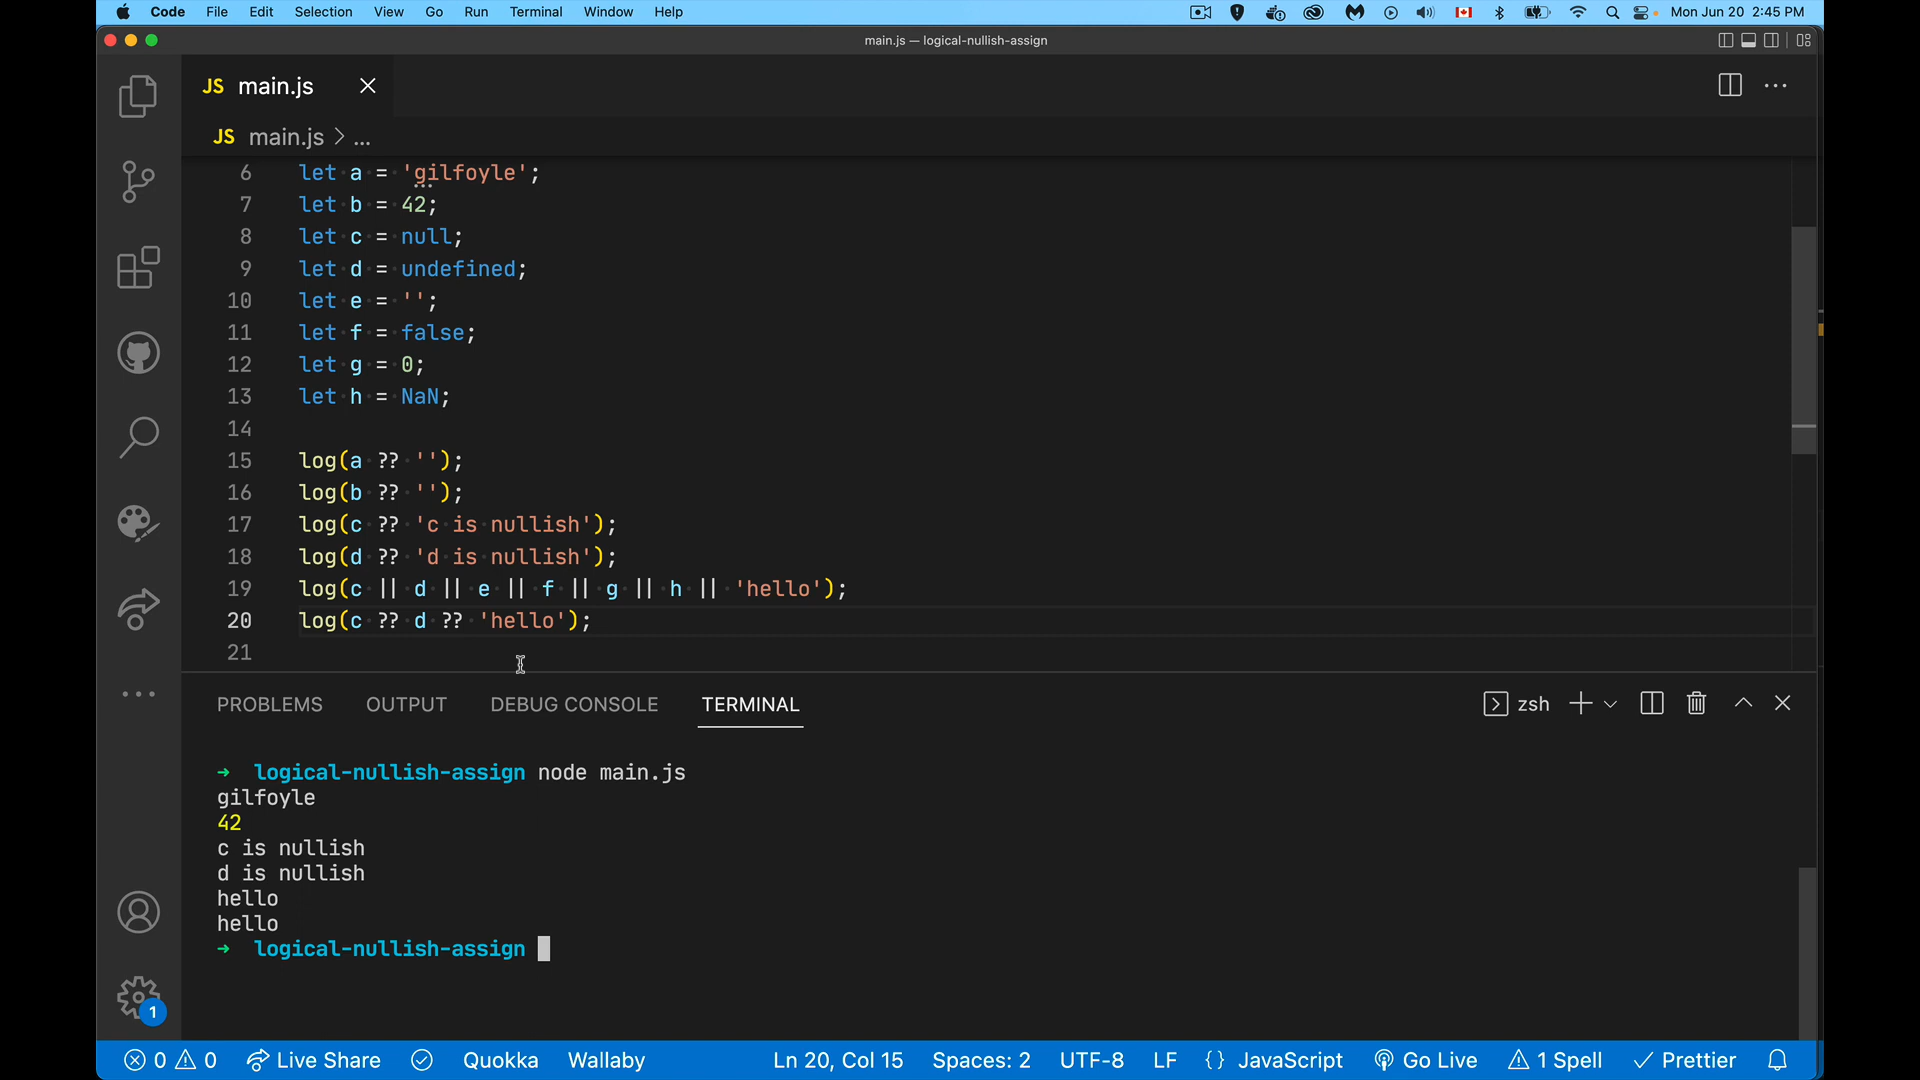 Code File Edit Selection View Go Run Terminal Window Help Mon Jun 20 2:45 PM
main.js — logical-nullish-assign
JS main.js
JS main.js > ...
6 let a = 'gilfoyle';
7 let b = 42;
8 let c = null;
9 let d = undefined;
10 let e = '';
11 let f = false;
12 let g = 0;
13 let h = NaN;
14
15 log(a ?? '');
16 log(b ?? '');
17 log(c ?? 'c is nullish');
18 log(d ?? 'd is nullish');
19 log(c || d || e || f || g || h || 'hello');
20 log(c ?? d ?? 'hello');
21
PROBLEMS OUTPUT DEBUG CONSOLE TERMINAL zsh
➜ logical-nullish-assign node main.js
gilfoyle
42
c is nullish
d is nullish
hello
hello
➜ logical-nullish-assign
1
0 0 Live Share Quokka Wallaby Ln 20, Col 15 Spaces: 2 UTF-8 LF {} JavaScript Go Live 1 Spell Prettier